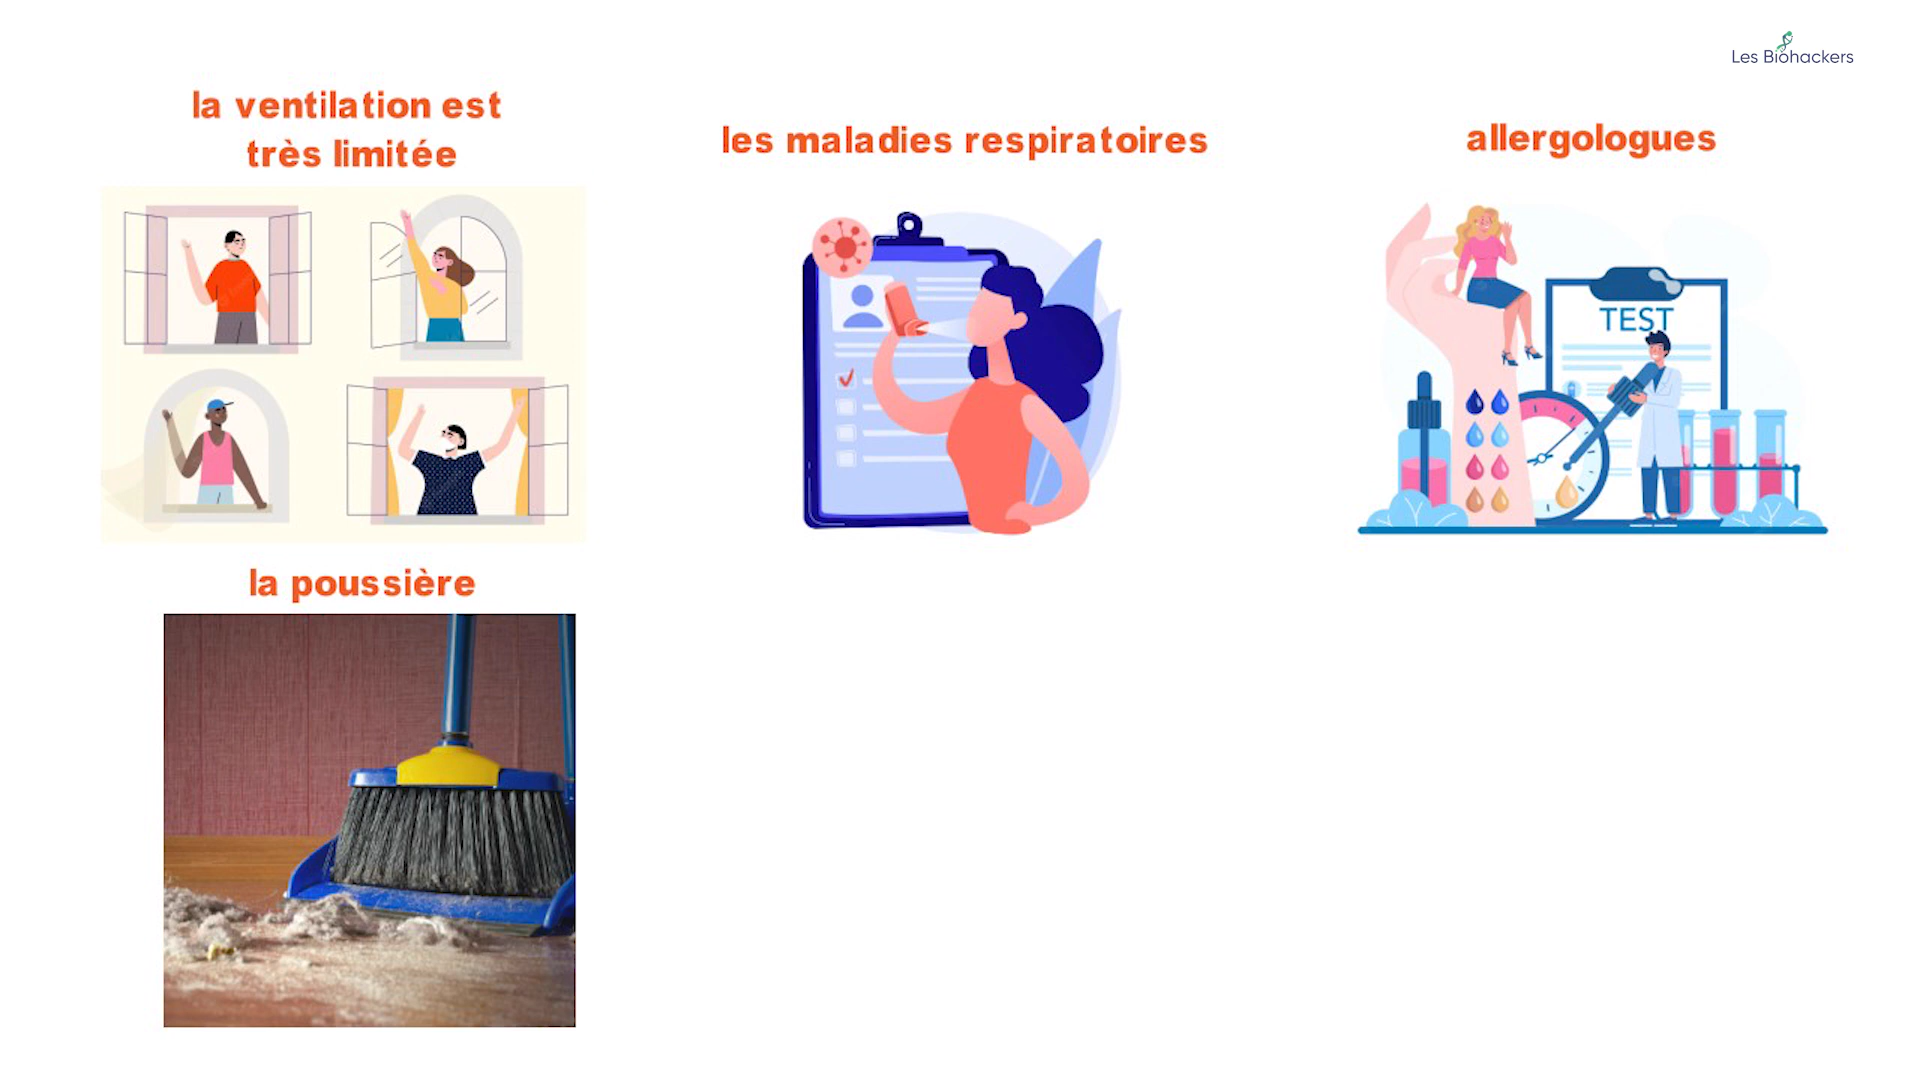 Les Biohackers
la ventilation est
très limitée
les maladies respiratoires
allergologues
TEST
la poussière